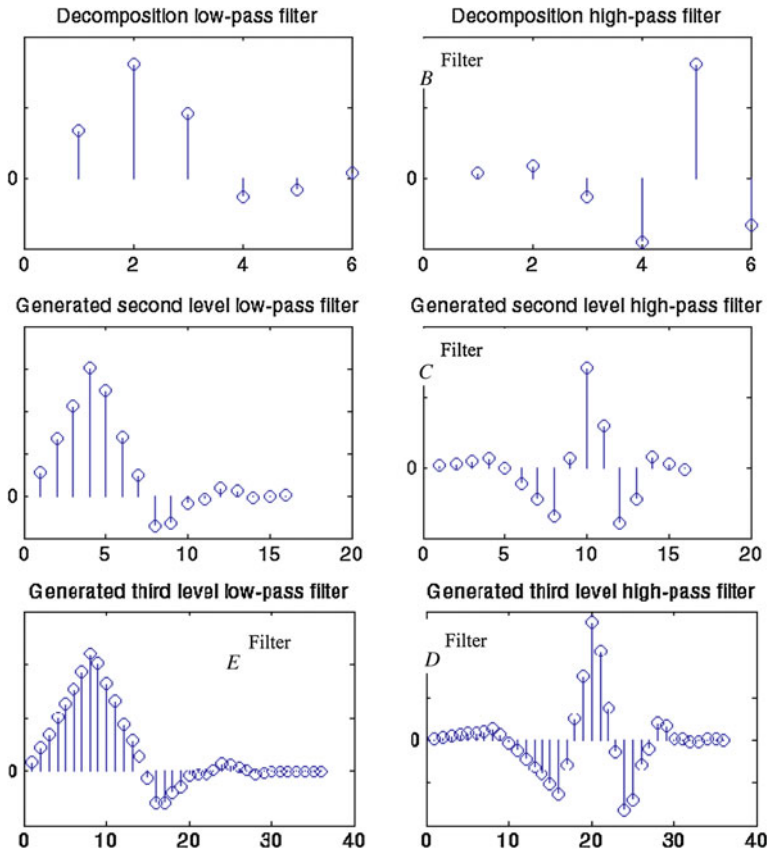 Decomposition low-pass filter
Decomposition high-pass filter
Filter
B
0
0
0 2 4 6
0 2 4 6
Generated second level low-pass filter
Generated second level high-pass filter
Filter
C
0
0
0 5 10 15 20
0 5 10 15 20
Generated third level low-pass filter
Generated third level high-pass filter
Filter
E
Filter
D
0
0
0 10 20 30 40
0 10 20 30 40